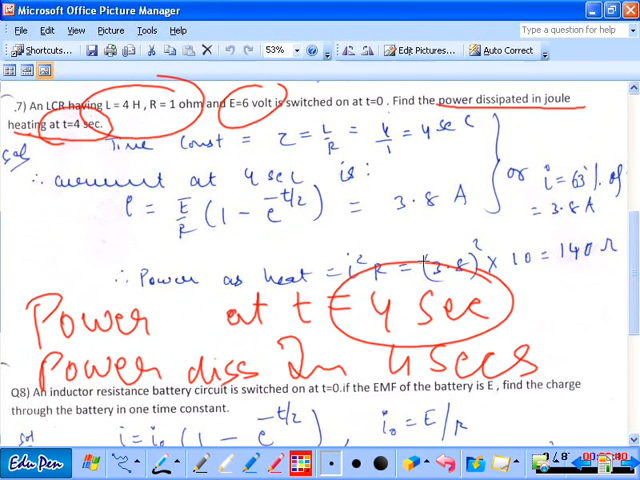 Microsoft Office Picture Manager
File Edit View Picture Tools Help
Type a question for help
Shortcuts... 53% Edit Pictures... Auto Correct
.7) An LCR having L = 4 H , R = 1 ohm and E=6 volt is switched on at t=0 . Find the power dissipated in joule
heating at t=4 sec.
Sol Time Const = τ = L/R = 4/1 = 4 sec
∴ current at 4 sec is:
i = E/R (1 - e^-t/τ) = 3.8 A
or i = 63% of
= 3.8 A
∴ Power as heat = i²R = (3.8)² × 10 = 140
Power at t = 4 sec
Power diss in 4 secs
Q8) An inductor resistance battery circuit is switched on at t=0.if the EMF of the battery is E , find the charge
through the battery in one time constant.
sol i = i₀ (1 - e^-t/τ) , i₀ = E/R
Edu Pen